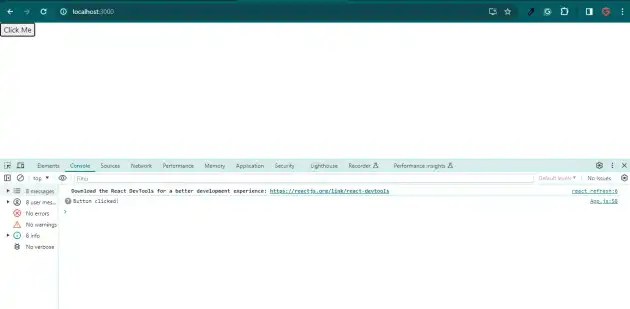 localhost:3000
Click Me
Elements Console Sources Network Performance Memory Application Security Lighthouse Recorder Performance insights
top Filter Default levels No Issues
8 messages
Download the React DevTools for a better development experience: https://reactjs.org/link/react-devtools react refresh:6
8 user mes...
Button clicked! App.js:58
No errors
No warnings
8 info
No verbose